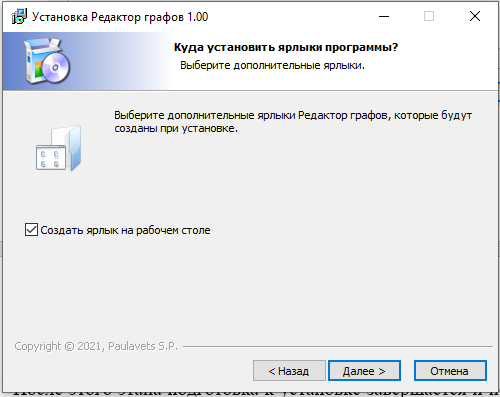 Установка Редактор графов 1.00
Куда установить ярлыки программы?
Выберите дополнительные ярлыки.
Выберите дополнительные ярлыки Редактор графов, которые будут
созданы при установке.
Создать ярлык на рабочем столе
Copyright © 2021, Paulavets S.P.
< Назад
Далее >
Отмена
После этого этапа подготовка к установке завершается и